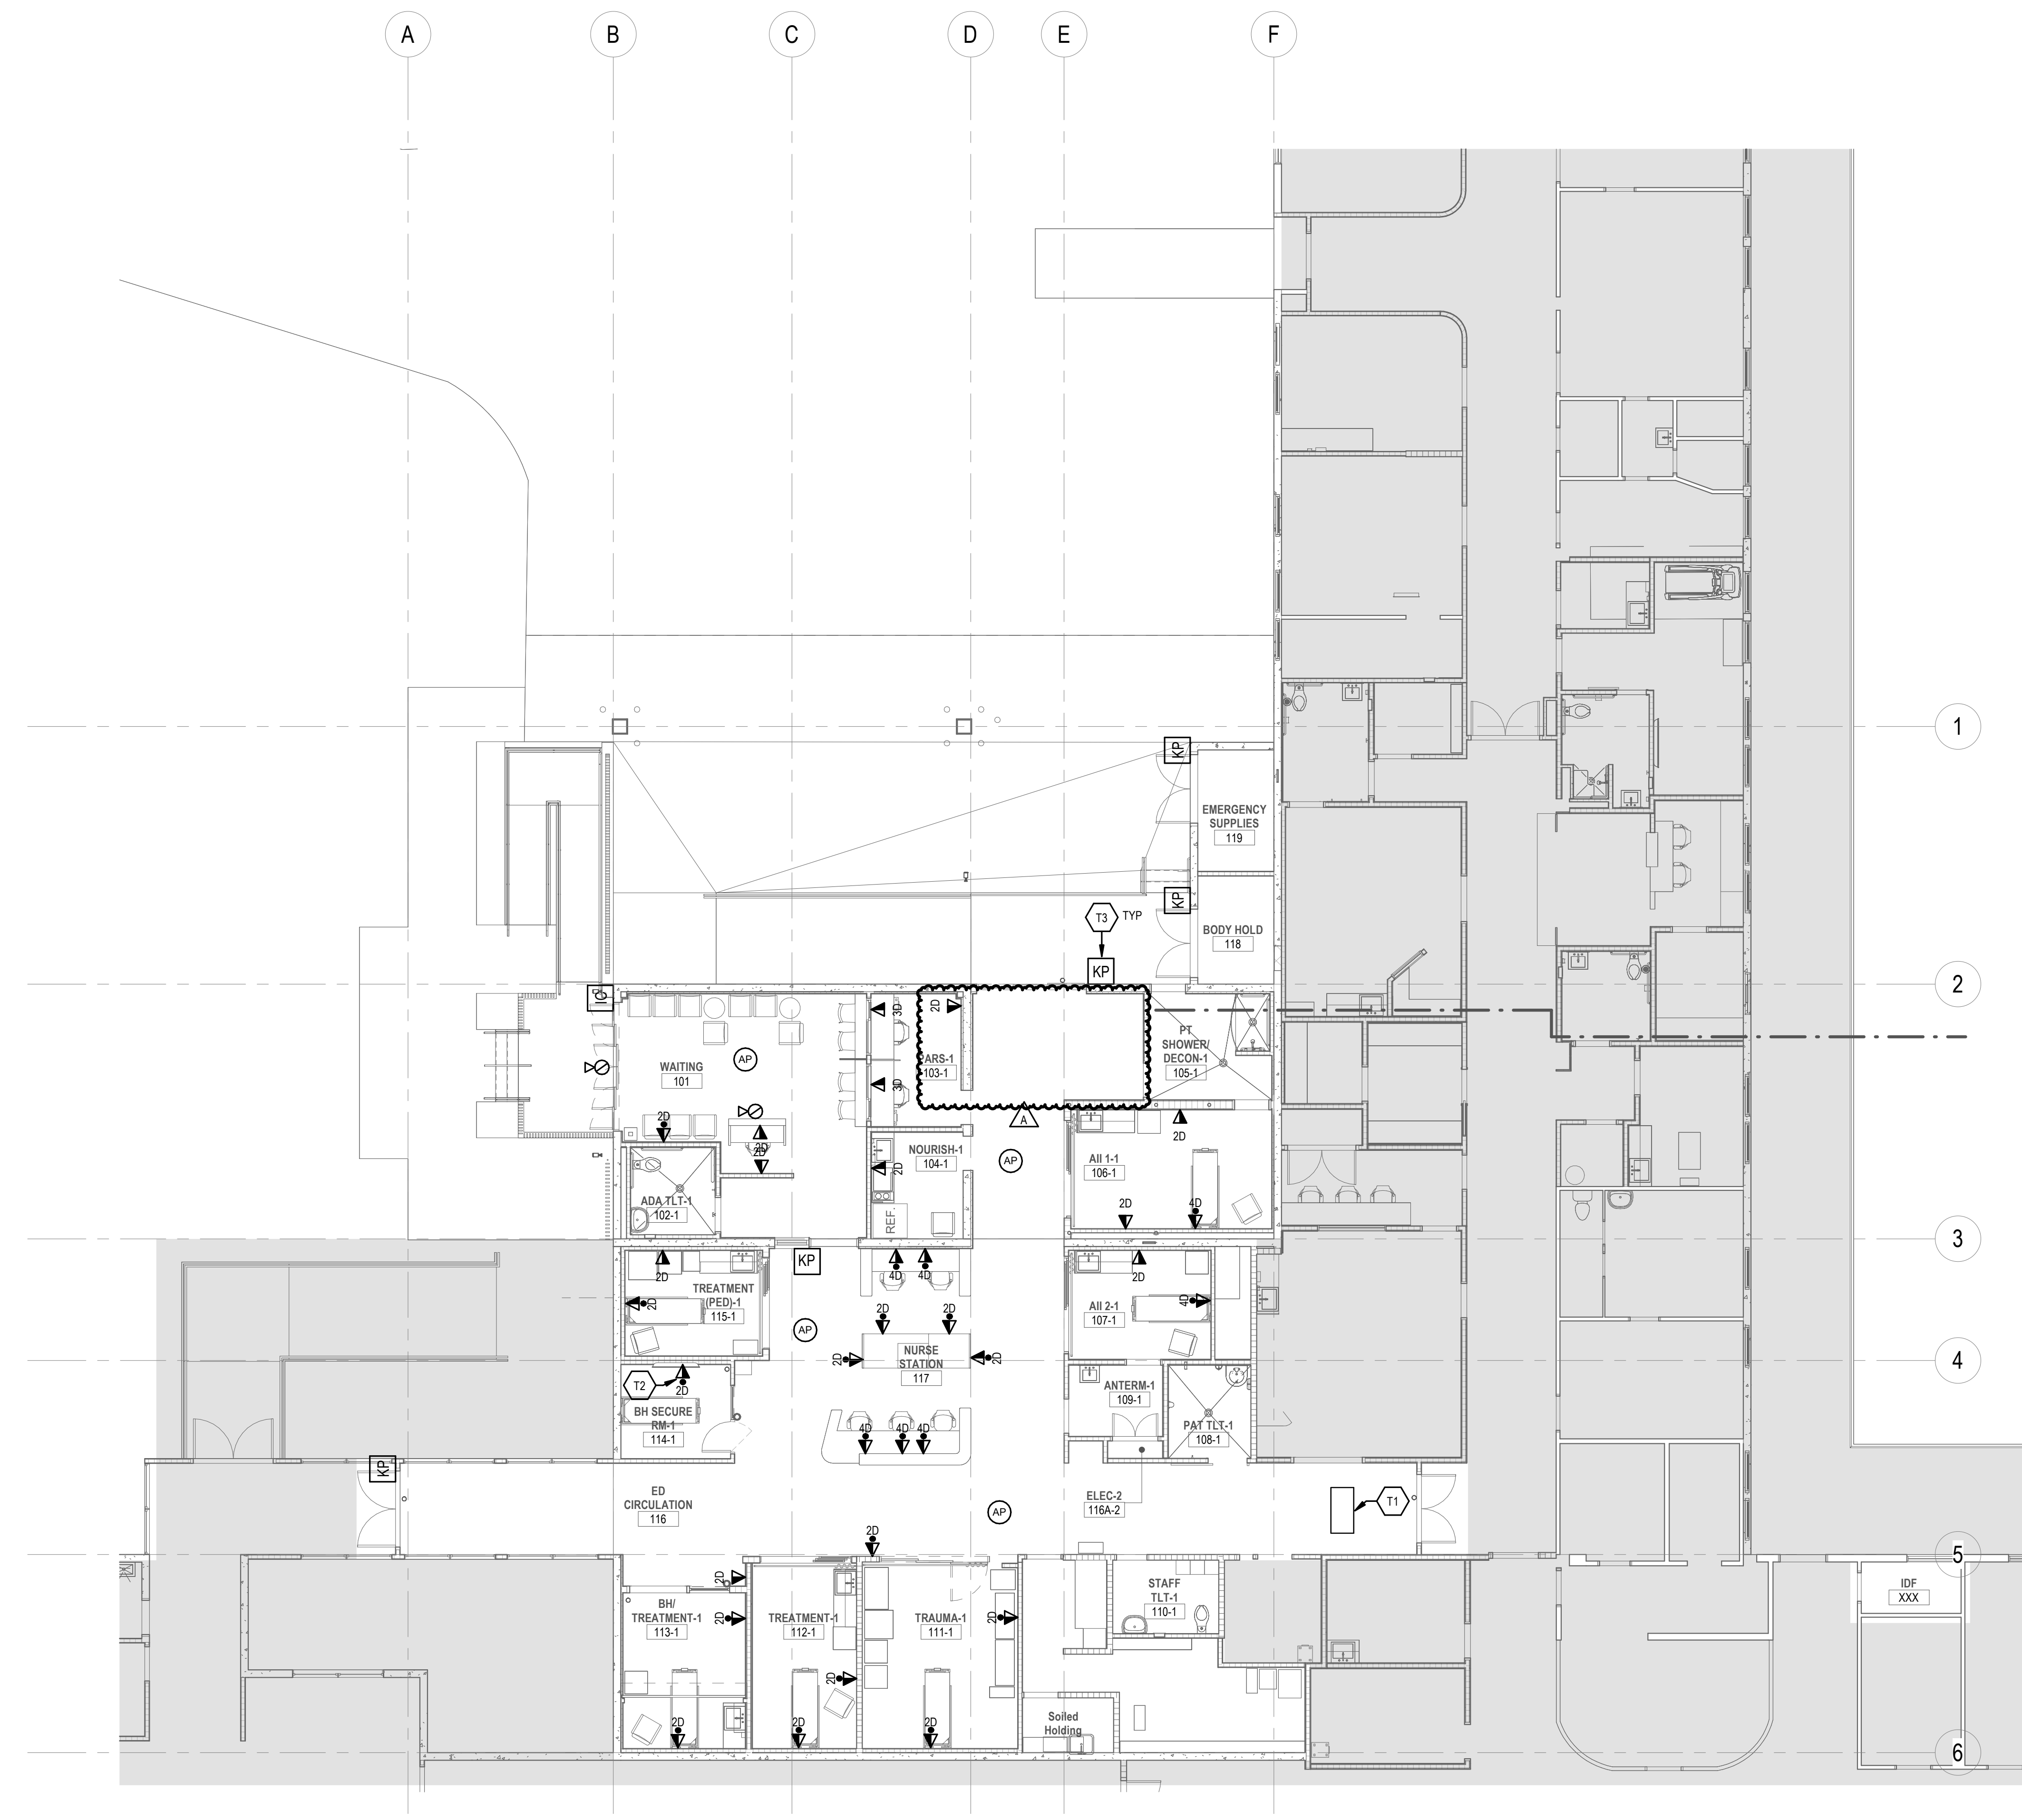 A
B
C
D
E
F
1
KP
EMERGENCY
SUPPLIES
119
KP
T3 TYP
BODY HOLD
118
KP
2
2D
3D
3D
AP
WAITING
101
103-1
PT
SHOWER/
DECON-1
105-1
A
2D
2D
2D
2D
NOURISH-1
104-1
2D
REF.
AP
AII 1-1
106-1
2D
2D
4D
ADA TLT-1
102-1
3
KP
2D
TREATMENT
(PED)-1
115-1
2D
4D
4D
2D
2D
AP
NURSE
STATION
117
2D
2D
2D
AII 2-1
107-1
4D
4
T2
2D
BH SECURE
RM-1
114-1
ANTERM-1
109-1
PAT TLT-1
108-1
4D
4D
4D
KP
ED
CIRCULATION
116
AP
ELEC-2
116A-2
T1
2D
5
2D
BH/
TREATMENT-1
113-1
2D
TREATMENT-1
112-1
2D
TRAUMA-1
111-1
2D
STAFF
TLT-1
110-1
IDF
XXX
2D
2D
2D
Soiled
Holding
6